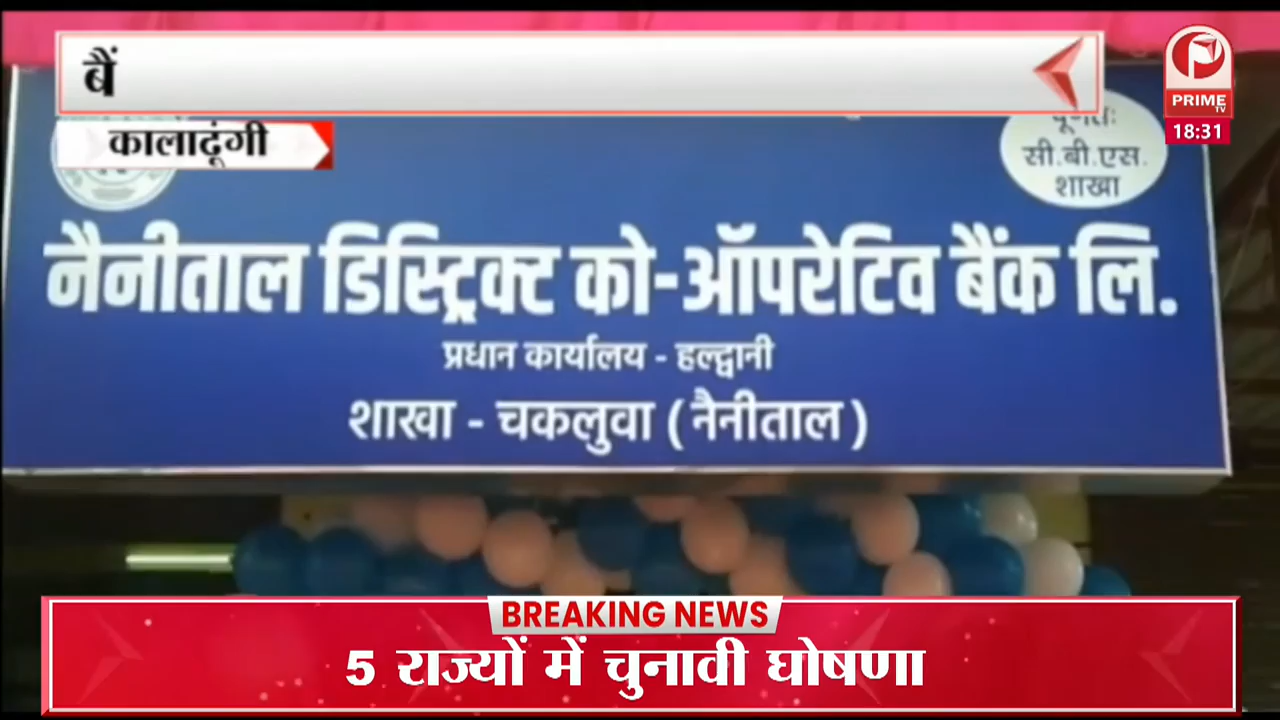 बैं
PRIME
TV
18:31
कालाढूंगी
सी.बी.एस.
शाखा
नैनीताल डिस्ट्रिक्ट को-ऑपरेटिव बैंक लि.
प्रधान कार्यालय - हल्द्वानी
शाखा - चकलुवा (नैनीताल)
BREAKING NEWS
5 राज्यों में चुनावी घोषणा